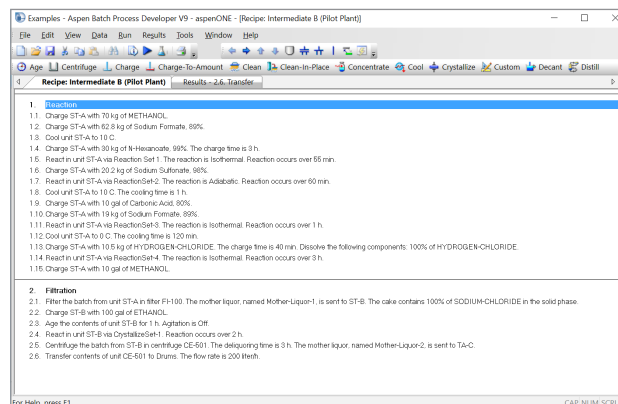 Examples - Aspen Batch Process Developer V9 - aspenONE - [Recipe: Intermediate B (Pilot Plant)]
File Edit View Data Run Results Tools Window Help
Age Centrifuge Charge Charge-To-Amount Clean Clean-In-Place Concentrate Cool Crystallize Custom Decant Distill
Recipe: Intermediate B (Pilot Plant) Results - 2.6, Transfer
1. Reaction
1.1. Charge ST-A with 70 kg of METHANOL.
1.2. Charge ST-A with 62.8 kg of Sodium Formate, 89%.
1.3. Cool unit ST-A to 10 C.
1.4. Charge ST-A with 30 kg of N-Hexanoate, 99%. The charge time is 3 h.
1.5. React in unit ST-A via Reaction Set 1. The reaction is Isothermal. Reaction occurs over 55 min.
1.6. Charge ST-A with 20.2 kg of Sodium Sulfonate, 98%.
1.7. React in unit ST-A via ReactionSet-2. The reaction is Adiabatic. Reaction occurs over 60 min.
1.8. Cool unit ST-A to 10 C. The cooling time is 1 h.
1.9. Charge ST-A with 10 gal of Carbonic Acid, 80%.
1.10. Charge ST-A with 19 kg of Sodium Formate, 89%.
1.11. React in unit ST-A via ReactionSet-3. The reaction is Isothermal. Reaction occurs over 1 h.
1.12. Cool unit ST-A to 0 C. The cooling time is 120 min.
1.13. Charge ST-A with 10.5 kg of HYDROGEN-CHLORIDE. The charge time is 40 min. Dissolve the following components: 100% of HYDROGEN-CHLORIDE.
1.14. React in unit ST-A via ReactionSet-4. The reaction is Isothermal. Reaction occurs over 3 h.
1.15. Charge ST-A with 10 gal of METHANOL.
2. Filtration
2.1. Filter the batch from unit ST-A in filter FI-100. The mother liquor, named Mother-Liquor-1, is sent to ST-B. The cake contains 100% of SODIUM-CHLORIDE in the solid phase.
2.2. Charge ST-B with 100 gal of ETHANOL.
2.3. Age the contents of unit ST-B for 1 h. Agitation is Off.
2.4. React in unit ST-B via CrystallizeSet-1. Reaction occurs over 2 h.
2.5. Centrifuge the batch from ST-B in centrifuge CE-501. The deliquoring time is 3 h. The mother liquor, named Mother-Liquor-2, is sent to TA-C.
2.6. Transfer contents of unit CE-501 to Drums. The flow rate is 200 liter/h.
For Help, press F1 CAP NUM SCRL